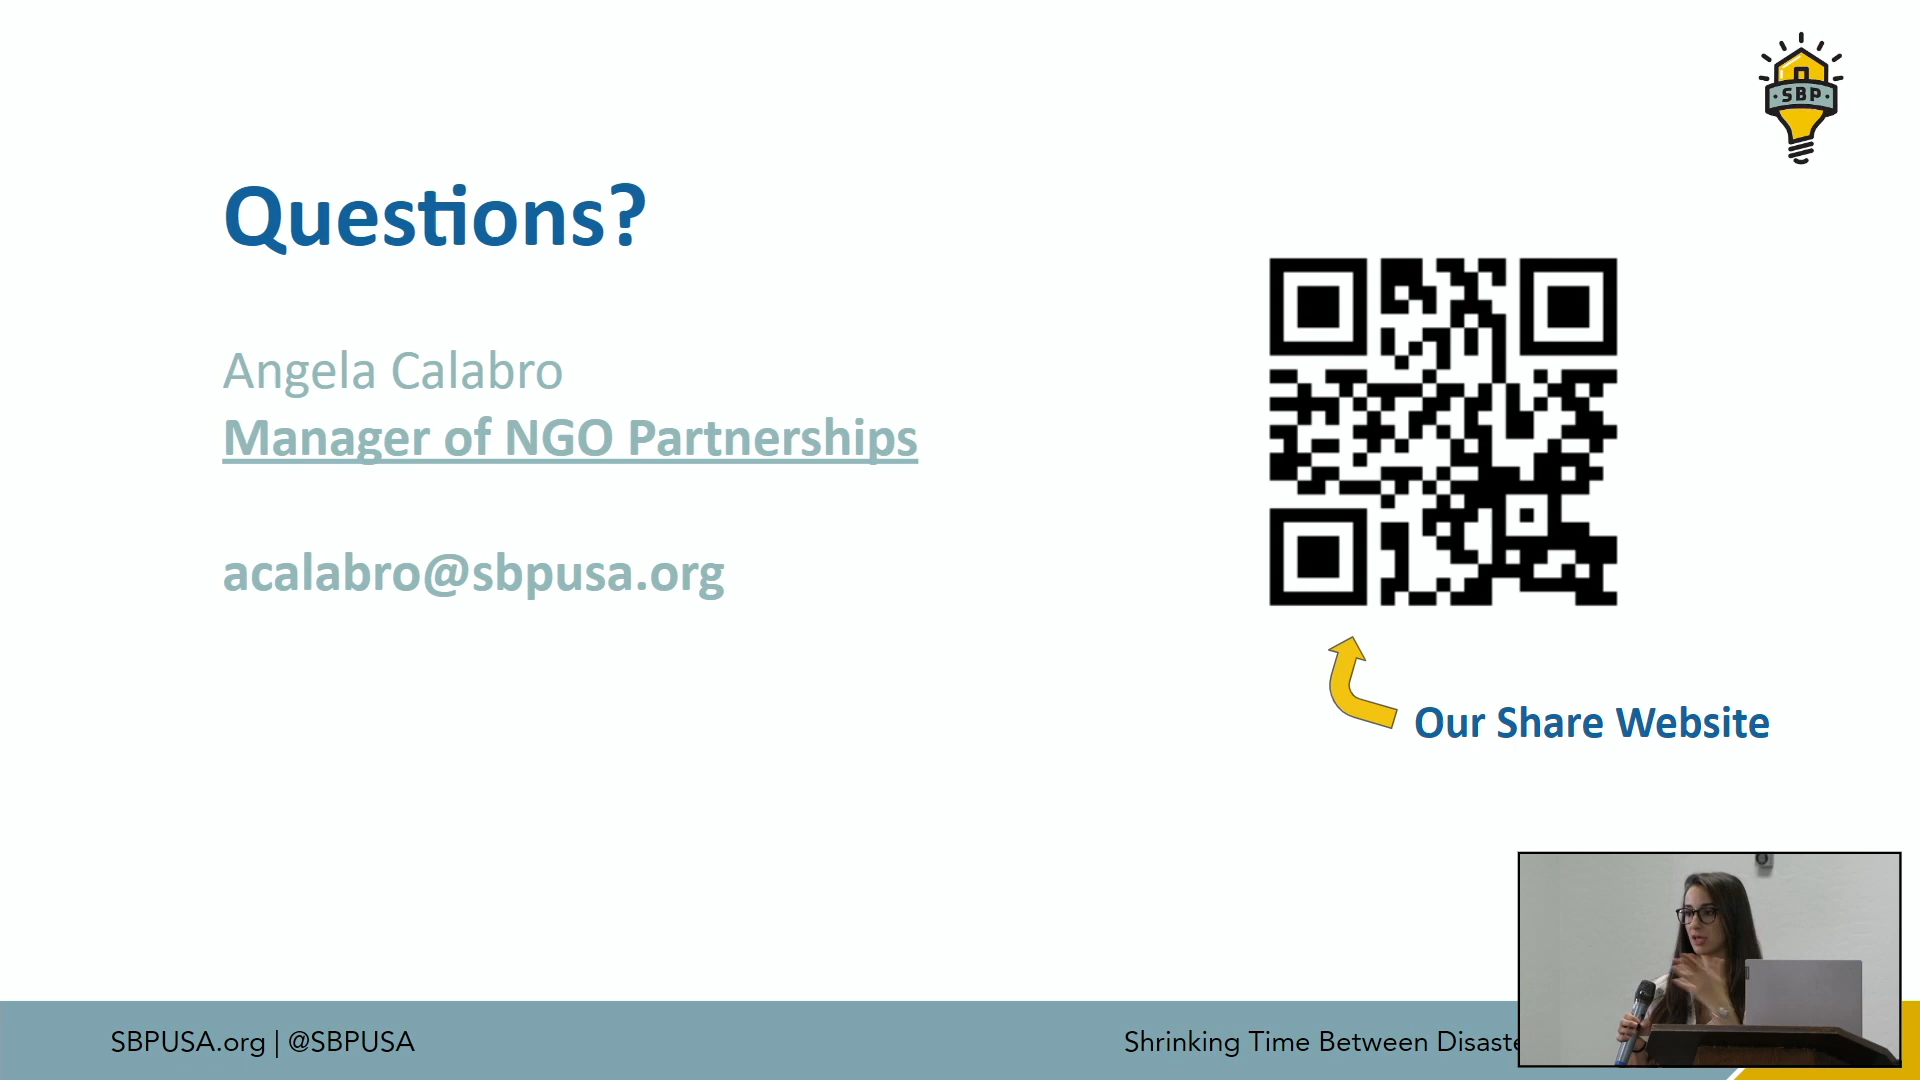 ·SBP·
Questions?
Angela Calabro
Manager of NGO Partnerships
acalabro@sbpusa.org
Our Share Website
SBPUSA.org | @SBPUSA
Shrinking Time Between